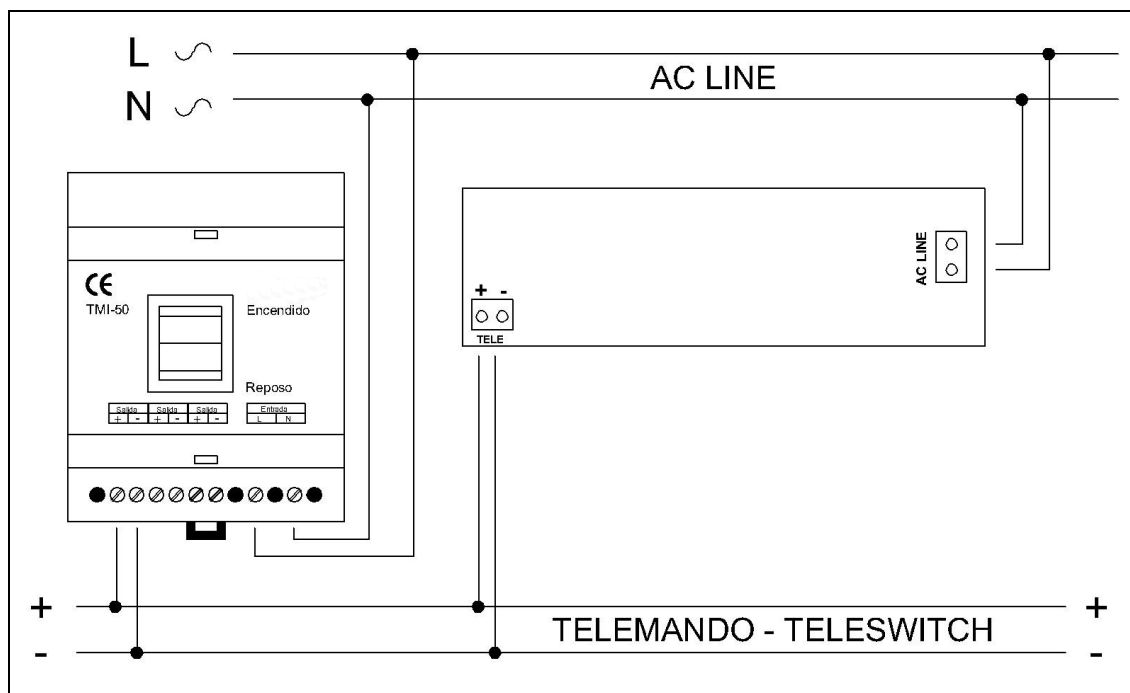 L
AC LINE
N
CE
TMI-50
Encendido
Reposo
Salida Salida Salida
+ - + - + -
Entrada
L N
AC LINE
+ -
TELE
+ +
TELEMANDO - TELESWITCH
- -